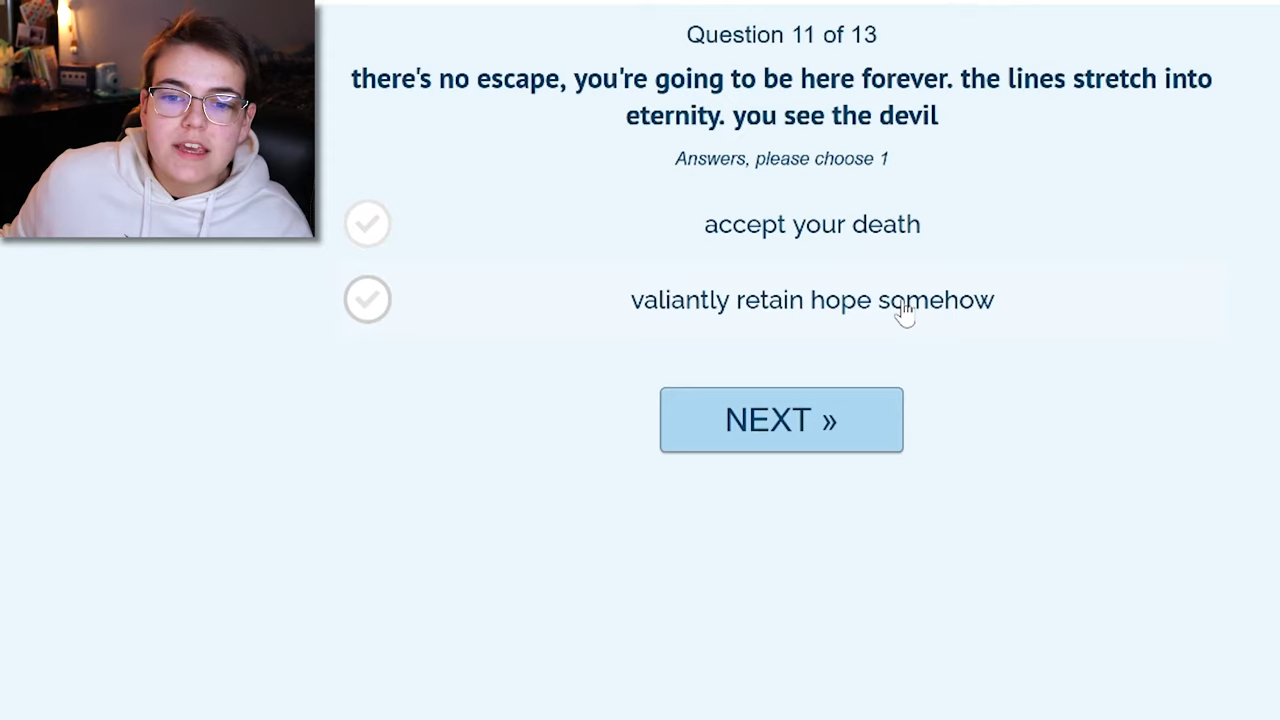 Question 11 of 13
there's no escape, you're going to be here forever. the lines stretch into
eternity. you see the devil
Answers, please choose 1
accept your death
valiantly retain hope somehow
NEXT »